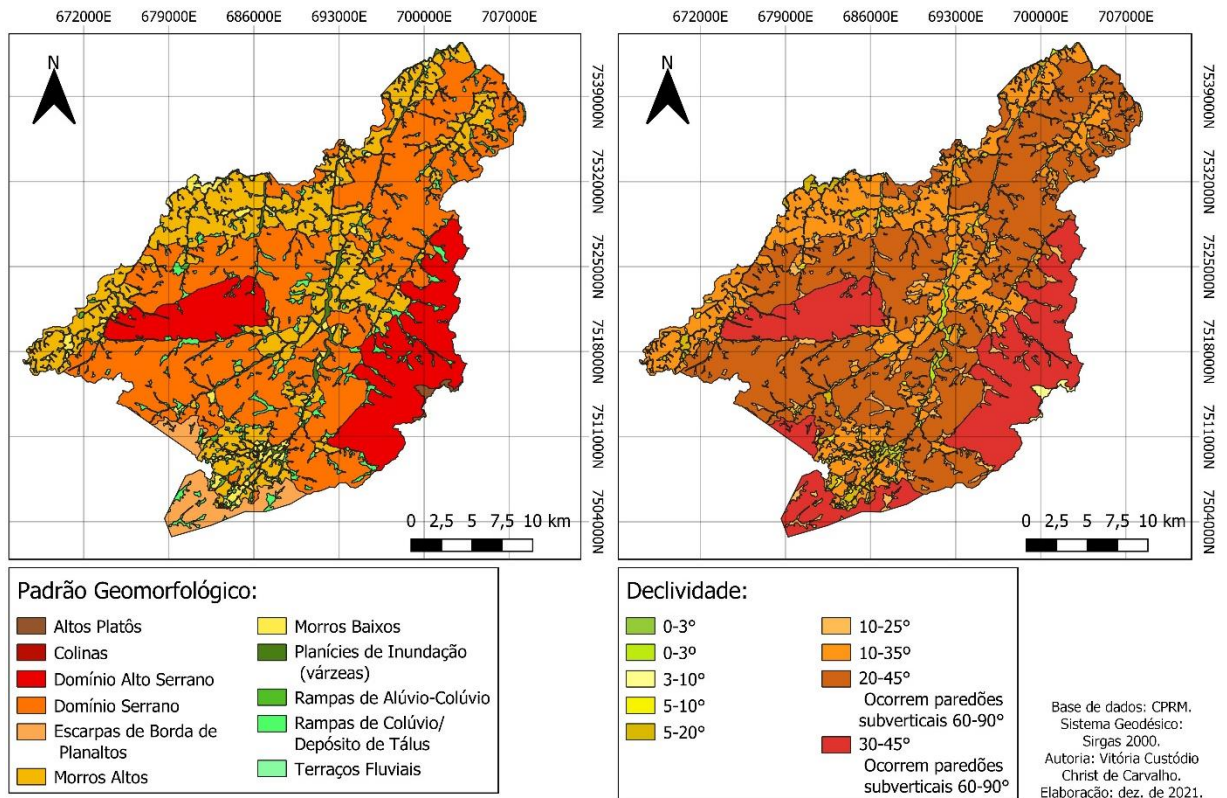 672000E 679000E 686000E 693000E 700000E 707000E
672000E 679000E 686000E 693000E 700000E 707000E
N
N
7539000N
7532000N
7525000N
7518000N
7511000N
7504000N
7539000N
7532000N
7525000N
7518000N
7511000N
7504000N
0 2,5 5 7,5 10 km
0 2,5 5 7,5 10 km
Padrão Geomorfológico:
Altos Platôs
Colinas
Domínio Alto Serrano
Domínio Serrano
Escarpas de Borda de
Planaltos
Morros Altos
Morros Baixos
Planícies de Inundação
(várzeas)
Rampas de Alúvio-Colúvio
Rampas de Colúvio/
Depósito de Tálus
Terraços Fluviais
Declividade:
0-3°
0-3°
3-10°
5-10°
5-20°
10-25°
10-35°
20-45°
Ocorrem paredões
subverticais 60-90°
30-45°
Ocorrem paredões
subverticais 60-90°
Base de dados: CPRM.
Sistema Geodésico:
Sirgas 2000.
Autoria: Vitória Custódio
Christ de Carvalho.
Elaboração: dez. de 2021.